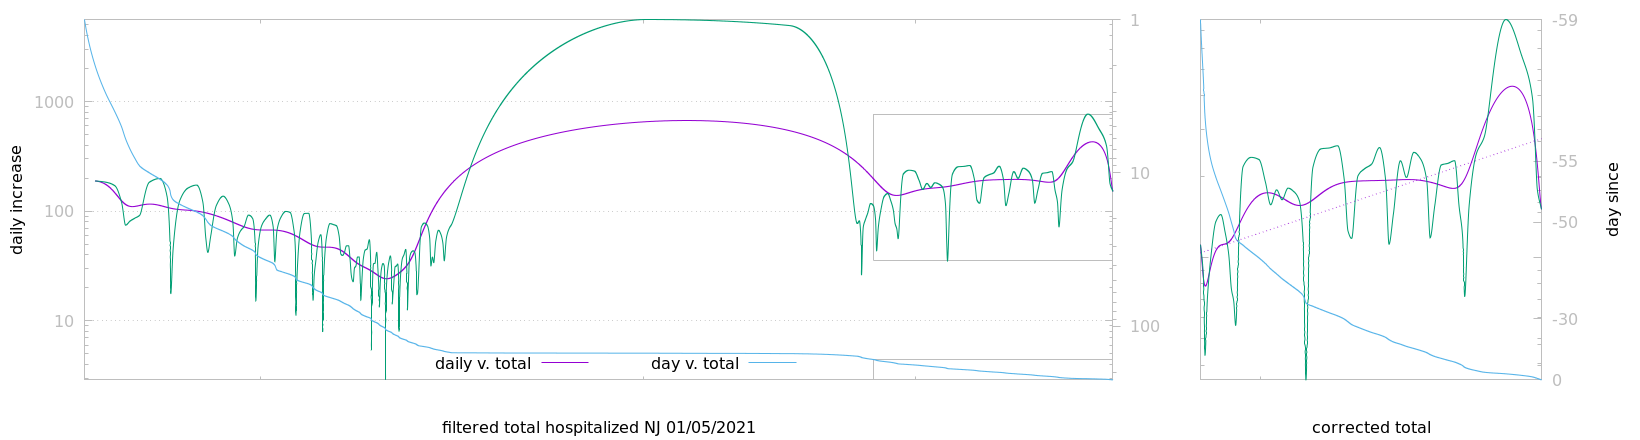 1
-59
1000
10
-55
daily increase
100
-50
day since
10
100
-30
daily v. total
day v. total
0
filtered total hospitalized NJ 01/05/2021
corrected total